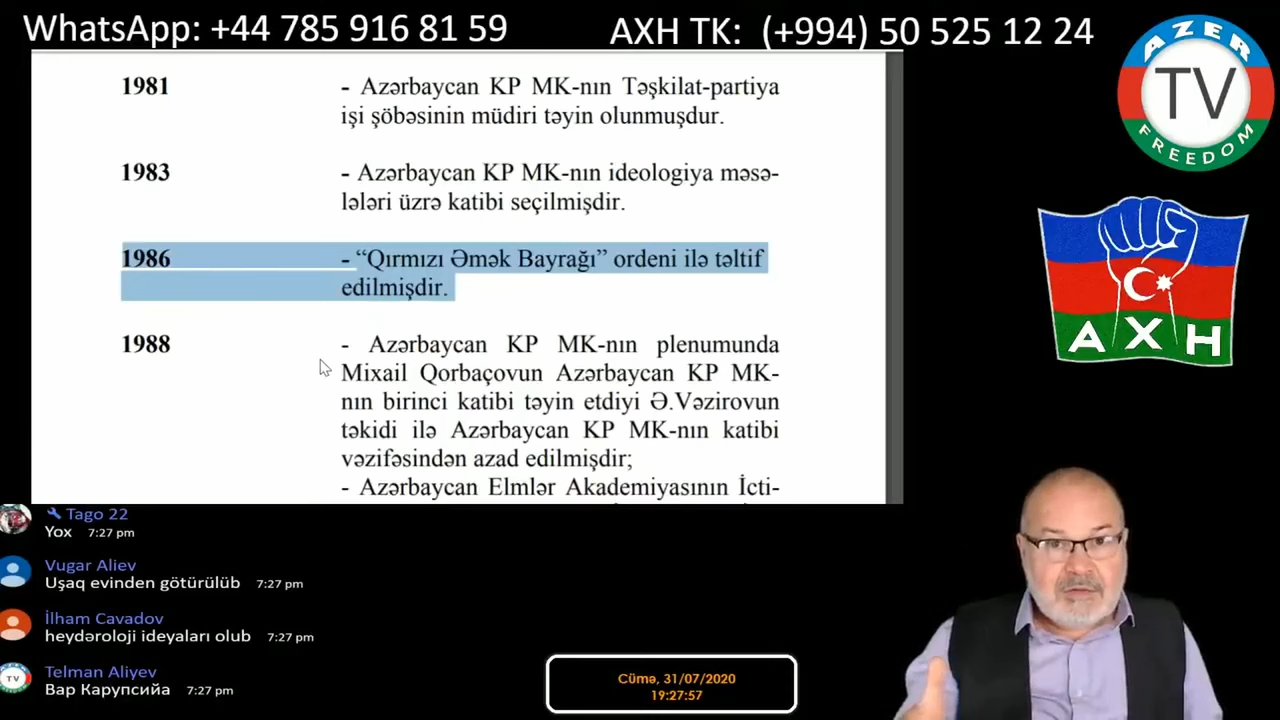 WhatsApp: +44 785 916 81 59
AXH TK: (+994) 50 525 12 24
AZER
TV
FREEDOM
1981
- Azərbaycan KP MK-nın Təşkilat-partiya
işi şöbəsinin müdiri təyin olunmuşdur.
1983
- Azərbaycan KP MK-nın ideologiya məsə-
lələri üzrə katibi seçilmişdir.
1986
- “Qırmızı Əmək Bayrağı” ordeni ilə təltif
edilmişdir.
1988
- Azərbaycan KP MK-nın plenumunda
Mixail Qorbaçovun Azərbaycan KP MK-
nın birinci katibi təyin etdiyi Ə.Vəzirovun
təkidi ilə Azərbaycan KP MK-nın katibi
vəzifəsindən azad edilmişdir;
- Azərbaycan Elmlər Akademiyasının İcti-
AXH
Tago 22
Yox 7:27 pm
Vugar Aliev
Uşaq evinden götürülüb 7:27 pm
İlham Cavadov
heydəroloji ideyaları olub 7:27 pm
Telman Aliyev
Вар Карупсийа 7:27 pm
Cümə, 31/07/2020
19:27:57